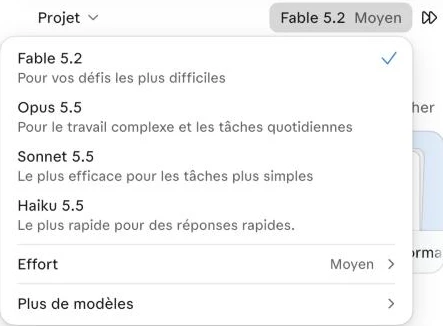 Projet
Fable 5.2 Moyen
Fable 5.2
Pour vos défis les plus difficiles
Opus 5.5
Pour le travail complexe et les tâches quotidiennes
her
Sonnet 5.5
Le plus efficace pour les tâches plus simples
Haiku 5.5
Le plus rapide pour des réponses rapides.
orma
Effort Moyen
Plus de modèles